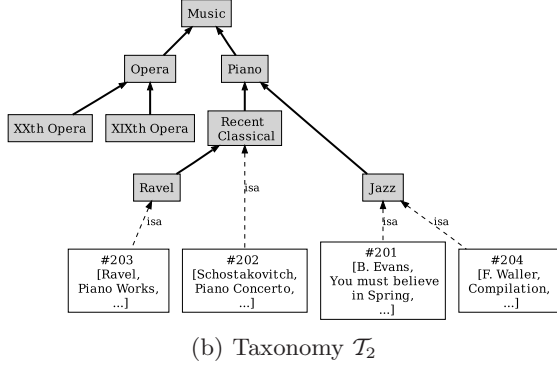 Music
Opera
Piano
XXth Opera
XIXth Opera
Recent
Classical
Ravel
Jazz
isa
isa
isa
isa
#203
[Ravel,
Piano Works,
...]
#202
[Schostakovitch,
Piano Concerto,
...]
#201
[B. Evans,
You must believe
in Spring,
...]
#204
[F. Waller,
Compilation,
...]
(b) Taxonomy 𝒯₂